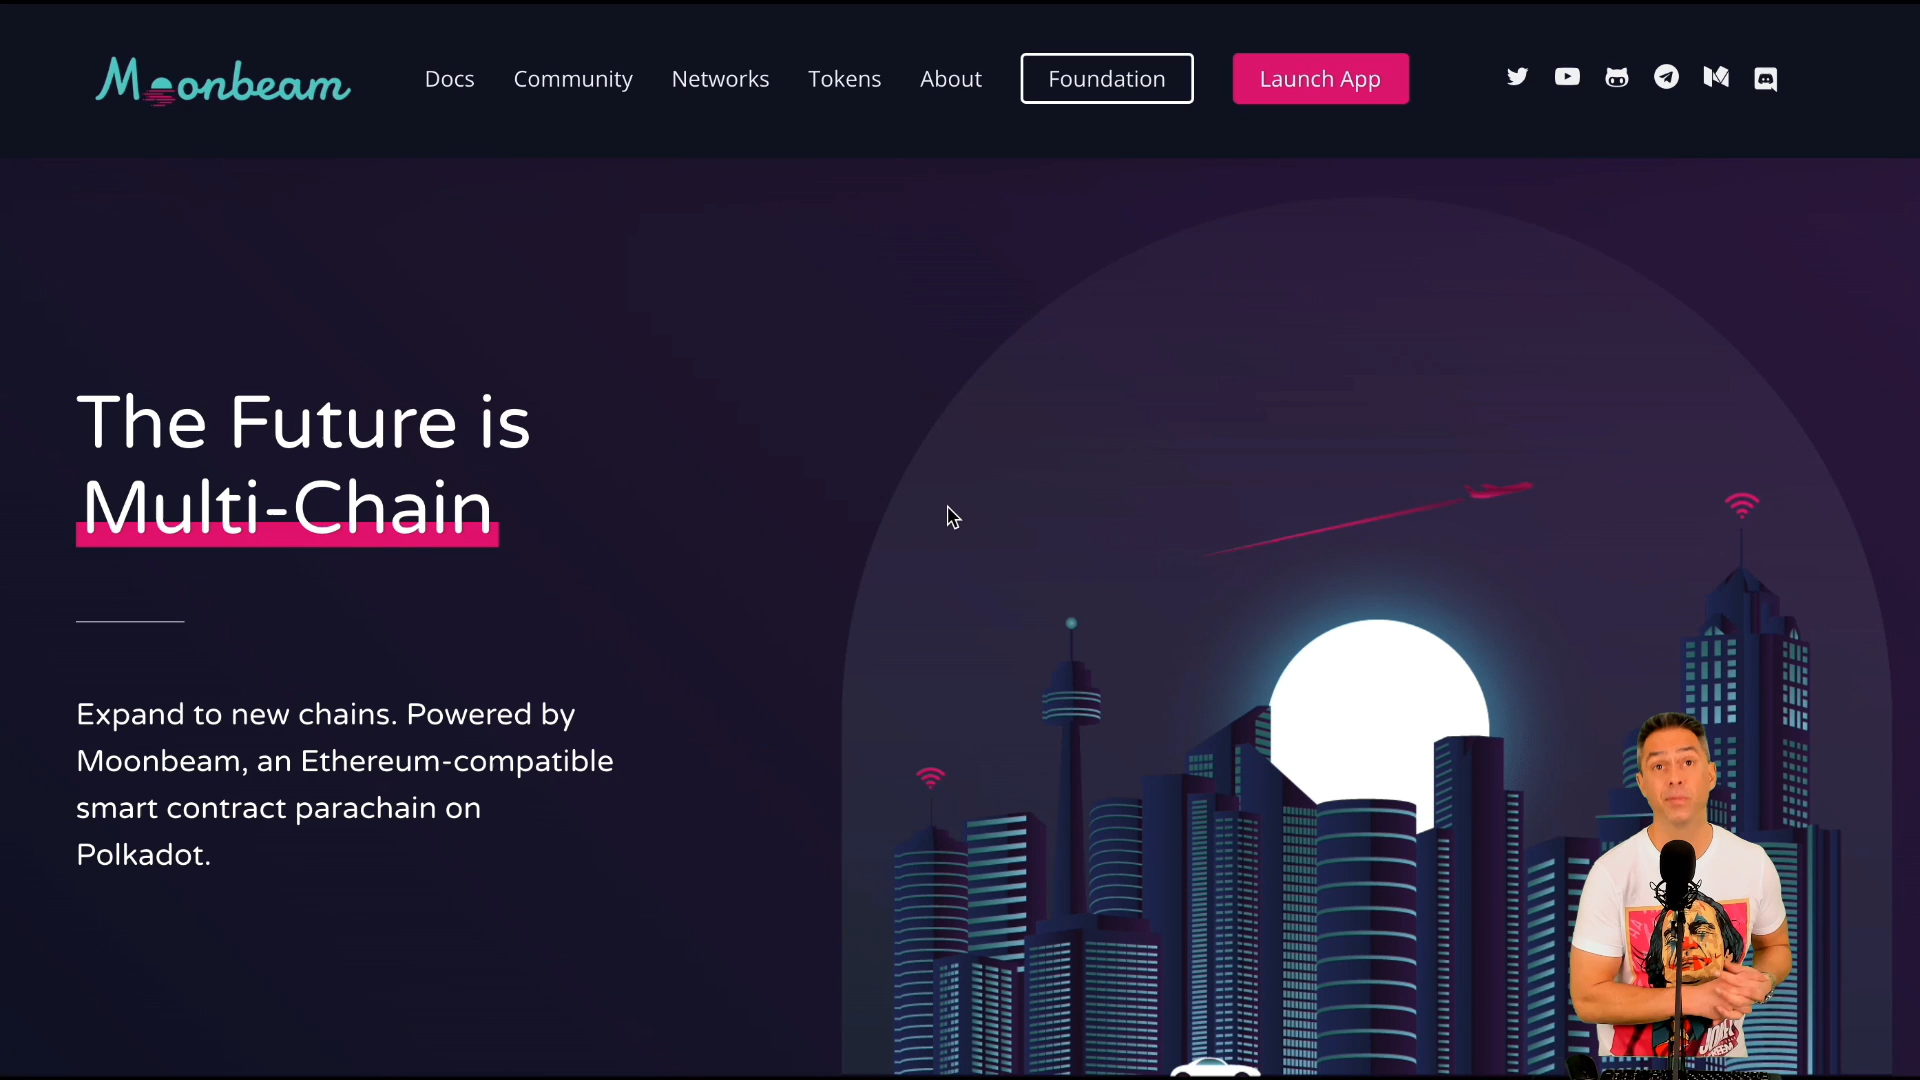 Moonbeam
Docs
Community
Networks
Tokens
About
Foundation
Launch App
The Future is
Multi-Chain
Expand to new chains. Powered by
Moonbeam, an Ethereum-compatible
smart contract parachain on
Polkadot.